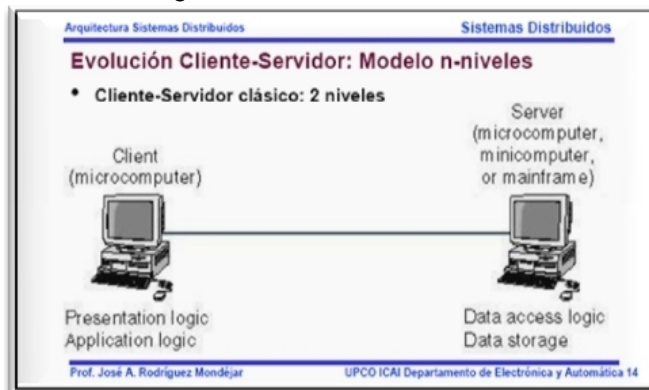 Arquitectura Sistemas Distribuidos
Sistemas Distribuidos
Evolución Cliente-Servidor: Modelo n-niveles
• Cliente-Servidor clásico: 2 niveles
Client
(microcomputer)
Server
(microcomputer,
minicomputer,
or mainframe)
Presentation logic
Application logic
Data access logic
Data storage
Prof. José A. Rodríguez Mondéjar
UPCO ICAI Departamento de Electrónica y Automática 14